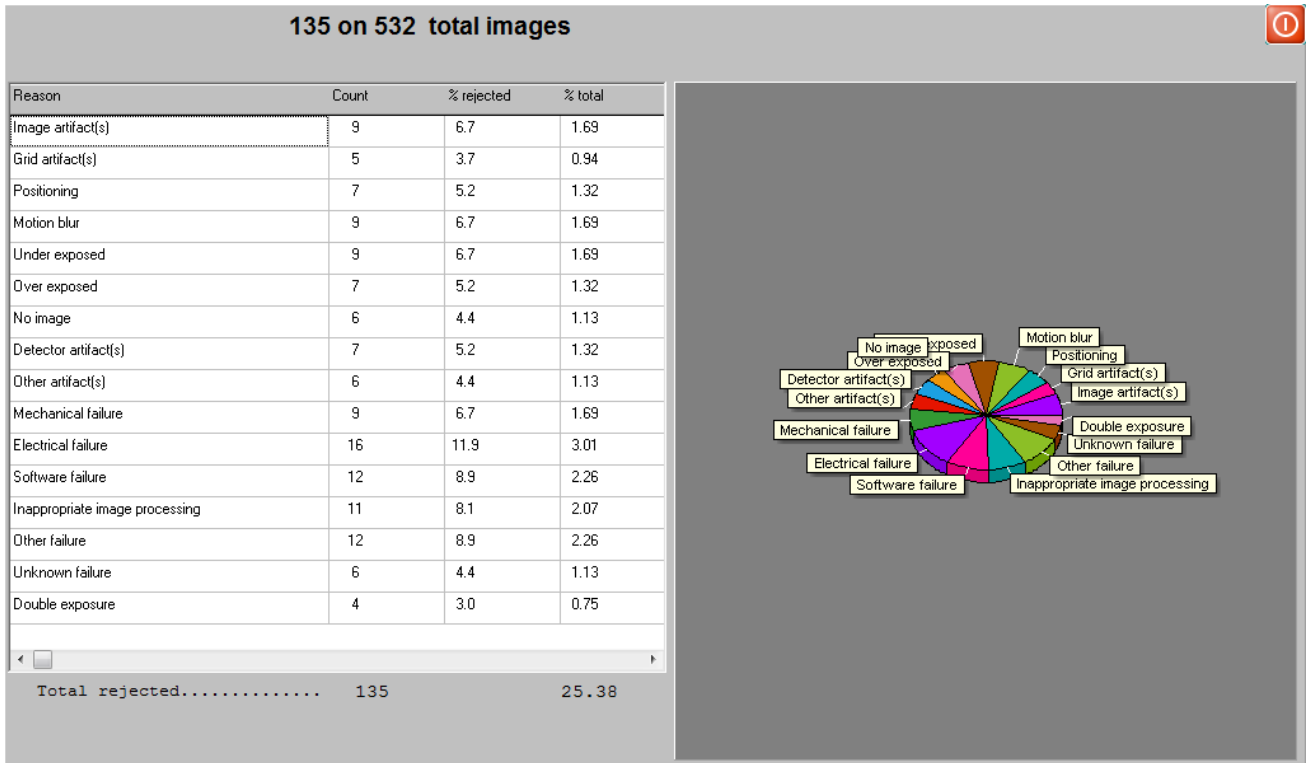 135 on 532 total images
Reason Count % rejected % total
Image artifact(s) 9 6.7 1.69
Grid artifact(s) 5 3.7 0.94
Positioning 7 5.2 1.32
Motion blur 9 6.7 1.69
Under exposed 9 6.7 1.69
Over exposed 7 5.2 1.32
No image 6 4.4 1.13
Detector artifact(s) 7 5.2 1.32
Other artifact(s) 6 4.4 1.13
Mechanical failure 9 6.7 1.69
Electrical failure 16 11.9 3.01
Software failure 12 8.9 2.26
Inappropriate image processing 11 8.1 2.07
Other failure 12 8.9 2.26
Unknown failure 6 4.4 1.13
Double exposure 4 3.0 0.75
Total rejected.............. 135 25.38
Motion blur
exposed
No image
Positioning
Over exposed
Grid artifact(s)
Detector artifact(s)
Image artifact(s)
Other artifact(s)
Double exposure
Mechanical failure
Unknown failure
Electrical failure
Other failure
Software failure
Inappropriate image processing